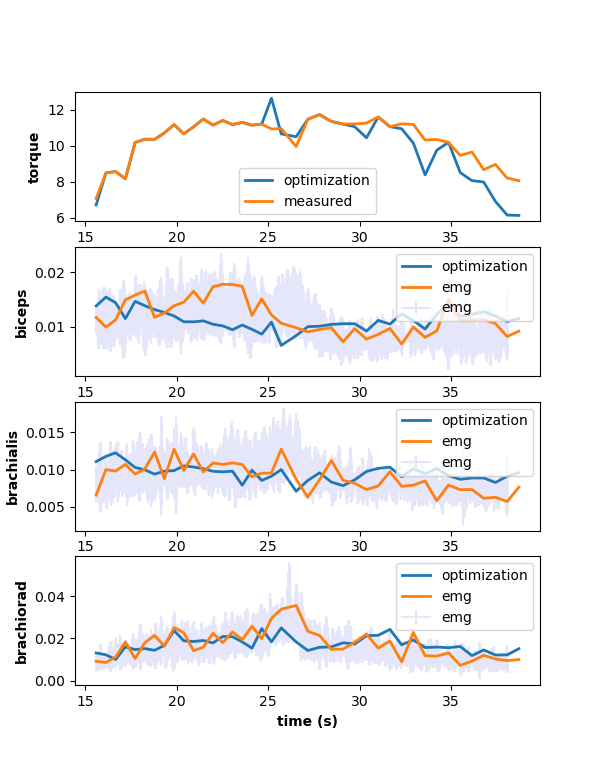 12
10
8
6
torque
optimization
measured
15 20 25 30 35
0.02
0.01
biceps
optimization
emg
emg
15 20 25 30 35
0.015
0.010
0.005
brachialis
optimization
emg
emg
15 20 25 30 35
0.04
0.02
0.00
brachiorad
optimization
emg
emg
15 20 25 30 35
time (s)